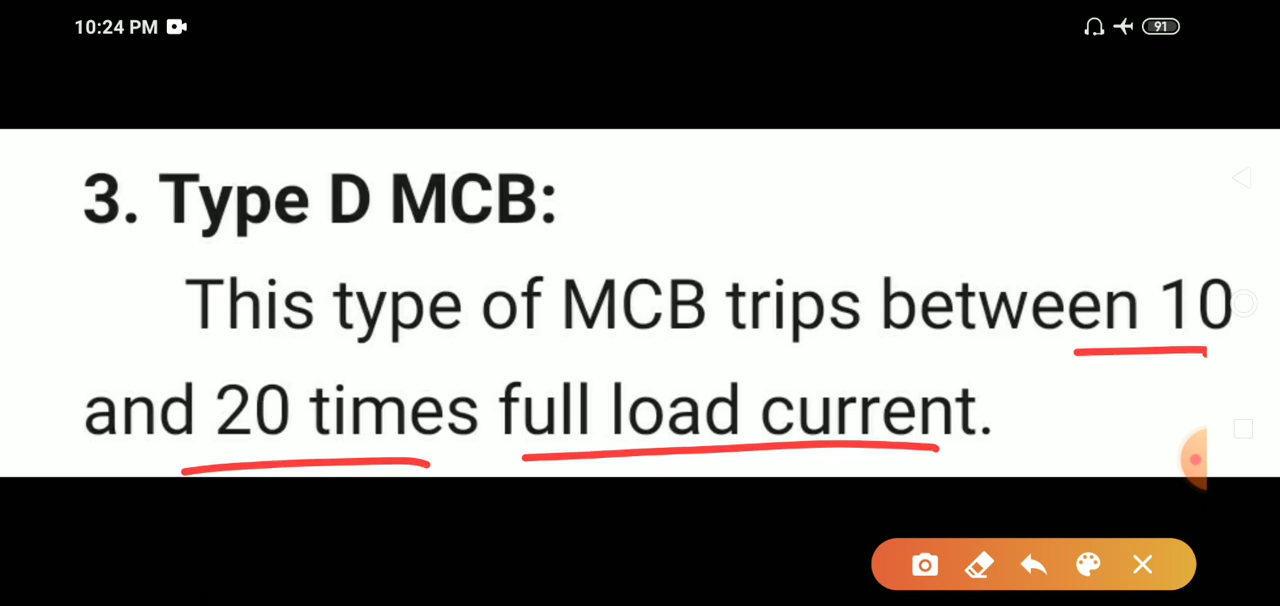 10:24 PM
91
3. Type D MCB:
This type of MCB trips between 10
and 20 times full load current.